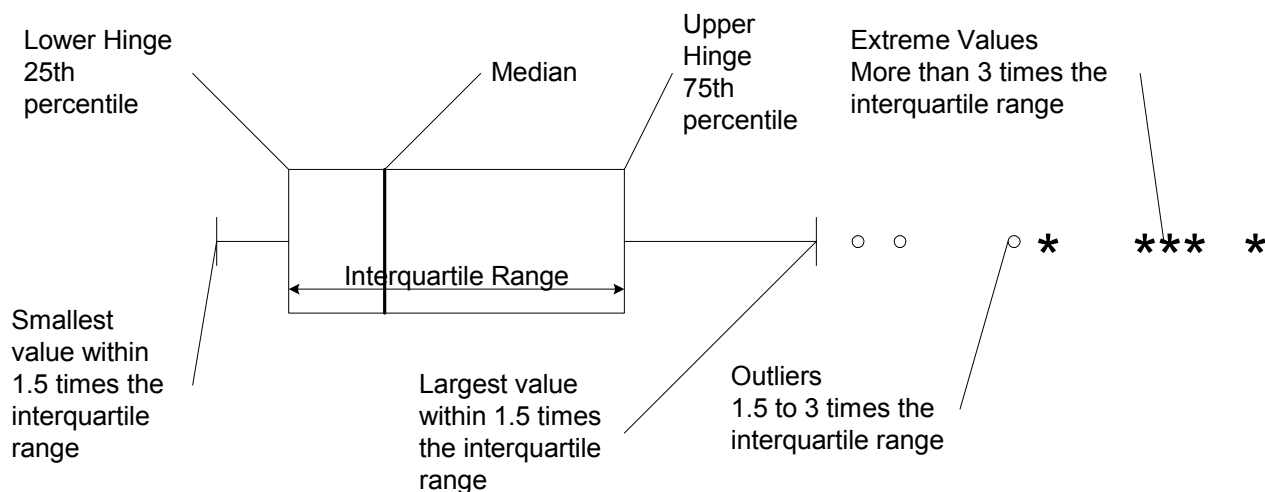 Lower Hinge
25th
percentile
Median
Upper
Hinge
75th
percentile
Extreme Values
More than 3 times the
interquartile range
Interquartile Range
Smallest
value within
1.5 times the
interquartile
range
Largest value
within 1.5 times
the interquartile
range
Outliers
1.5 to 3 times the
interquartile range